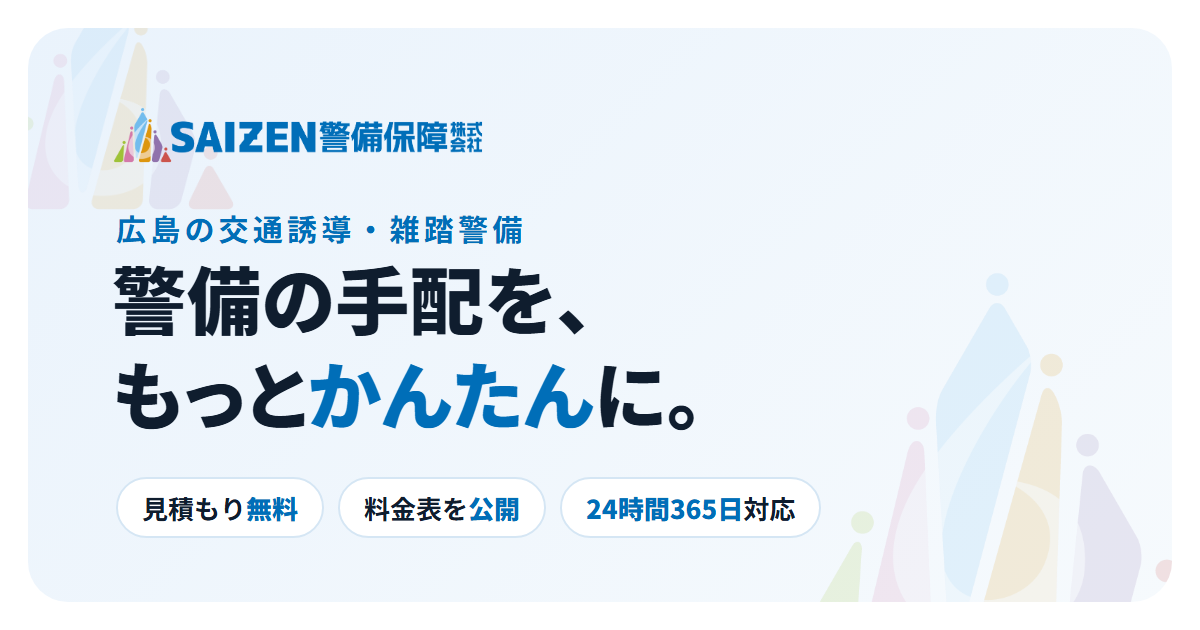 SAIZEN警備保障株式会社
広島の交通誘導・雑踏警備
警備の手配を、
もっとかんたんに。
見積もり無料
料金表を公開
24時間365日対応